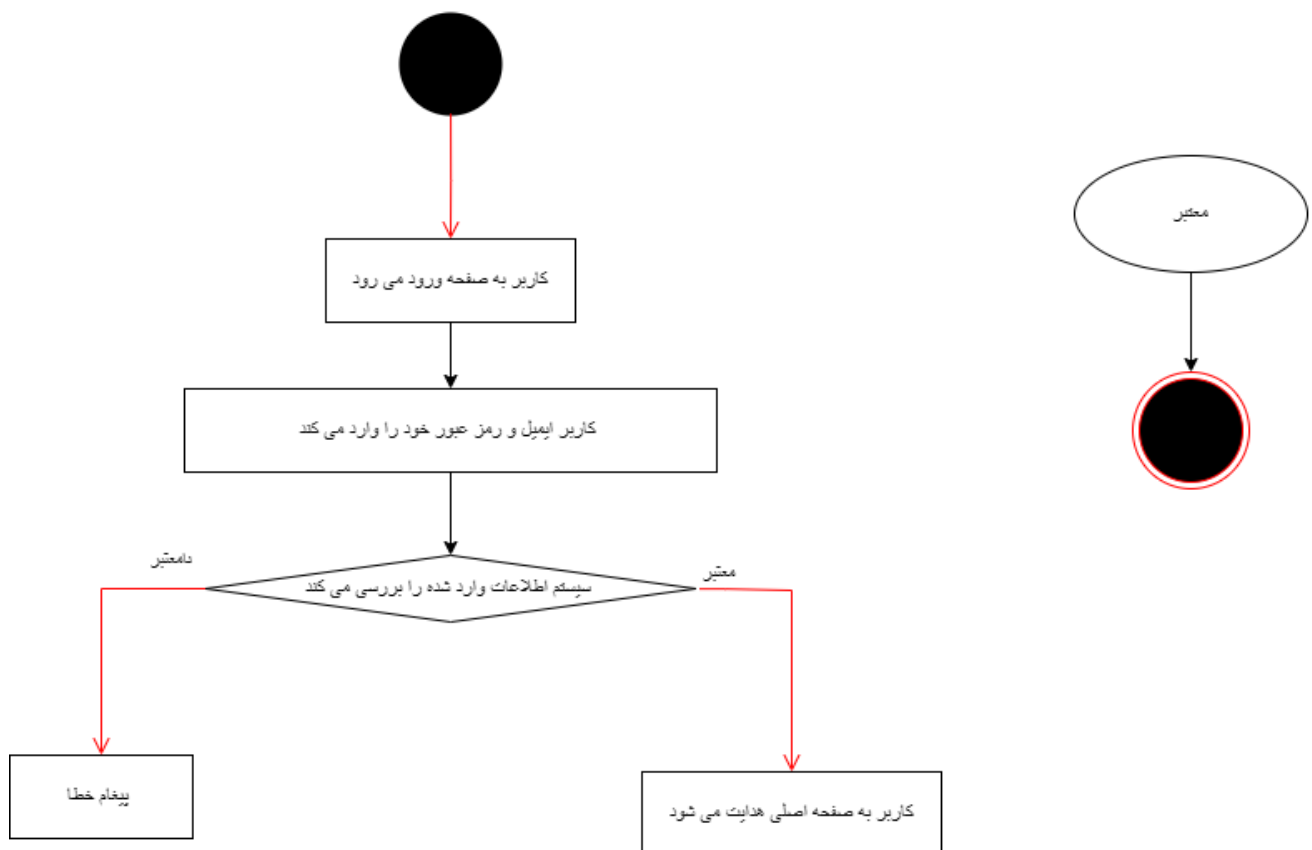 معتبر
کاربر به صفحه ورود می رود
کاربر ایمیل و رمز عبور خود را وارد می کند
نامعتبر
معتبر
سیستم اطلاعات وارد شده را بررسی می کند
پیغام خطا
کاربر به صفحه اصلی هدایت می شود